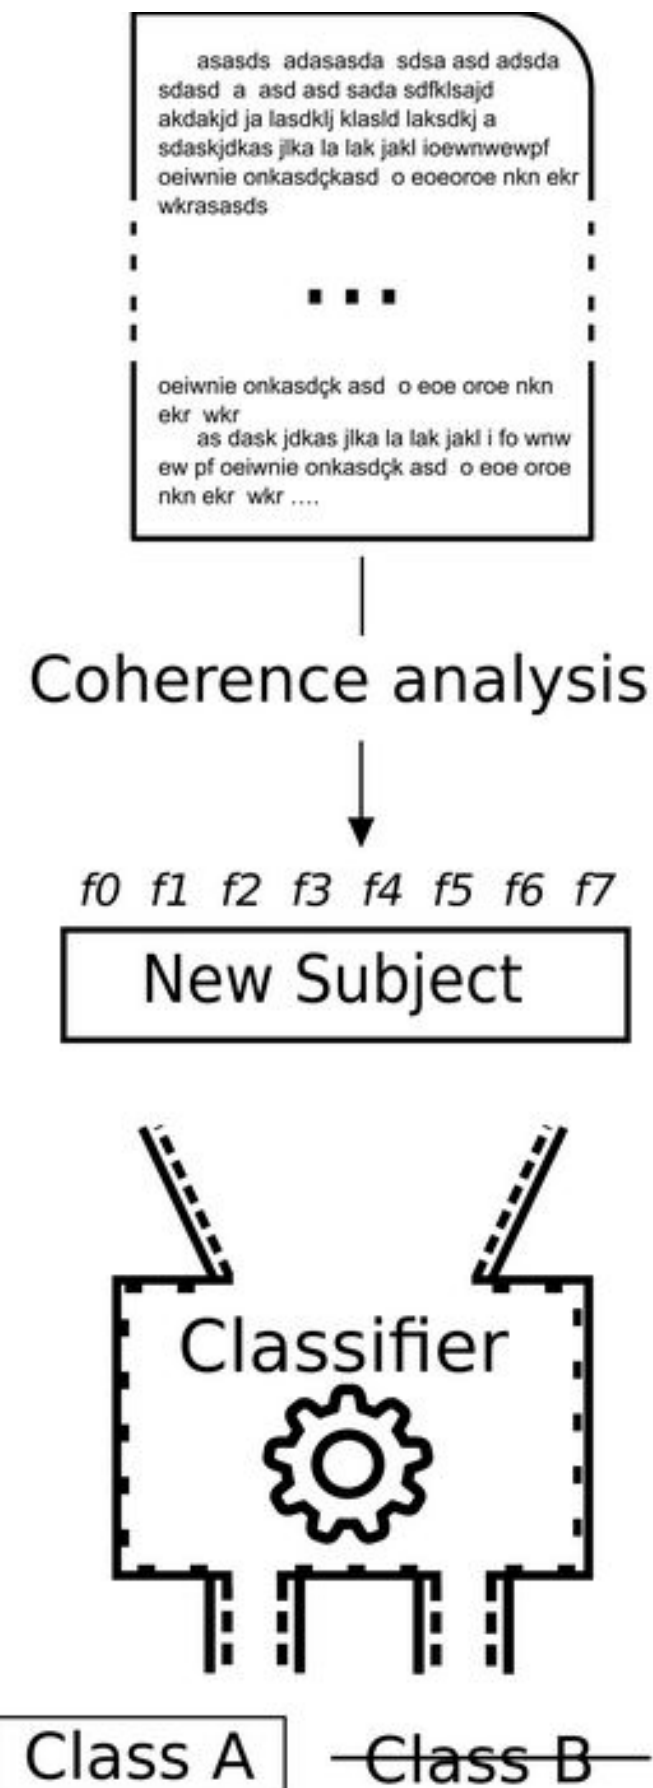 asasds adasasda sdsa asd adsda
sdasd a asd asd sada sdfklsajd
akdakjd ja lasdklj klasld laksdkj a
sdaskjdkas jlka la lak jakl ioewnwewpf
oeiwnie onkasdçkasd o eoeoroe nkn ekr
wkrasasds
...
oeiwnie onkasdçk asd o eoe oroe nkn
ekr wkr
as dask jdkas jlka la lak jakl i fo wnw
ew pf oeiwnie onkasdçk asd o eoe oroe
nkn ekr wkr ....
Coherence analysis
f0 f1 f2 f3 f4 f5 f6 f7
New Subject
Classifier
Class A Class B